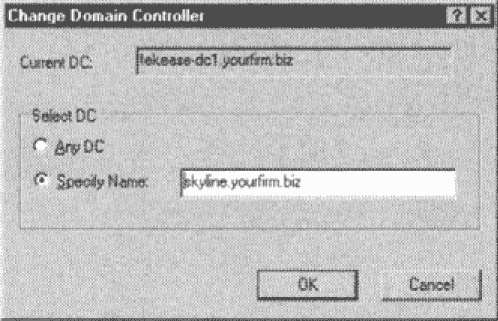 Change Domain Controller
Current DC: tekease-dc1.yourfirm.biz
Select DC
Any DC
Specify Name: skyline.yourfirm.biz
OK Cancel